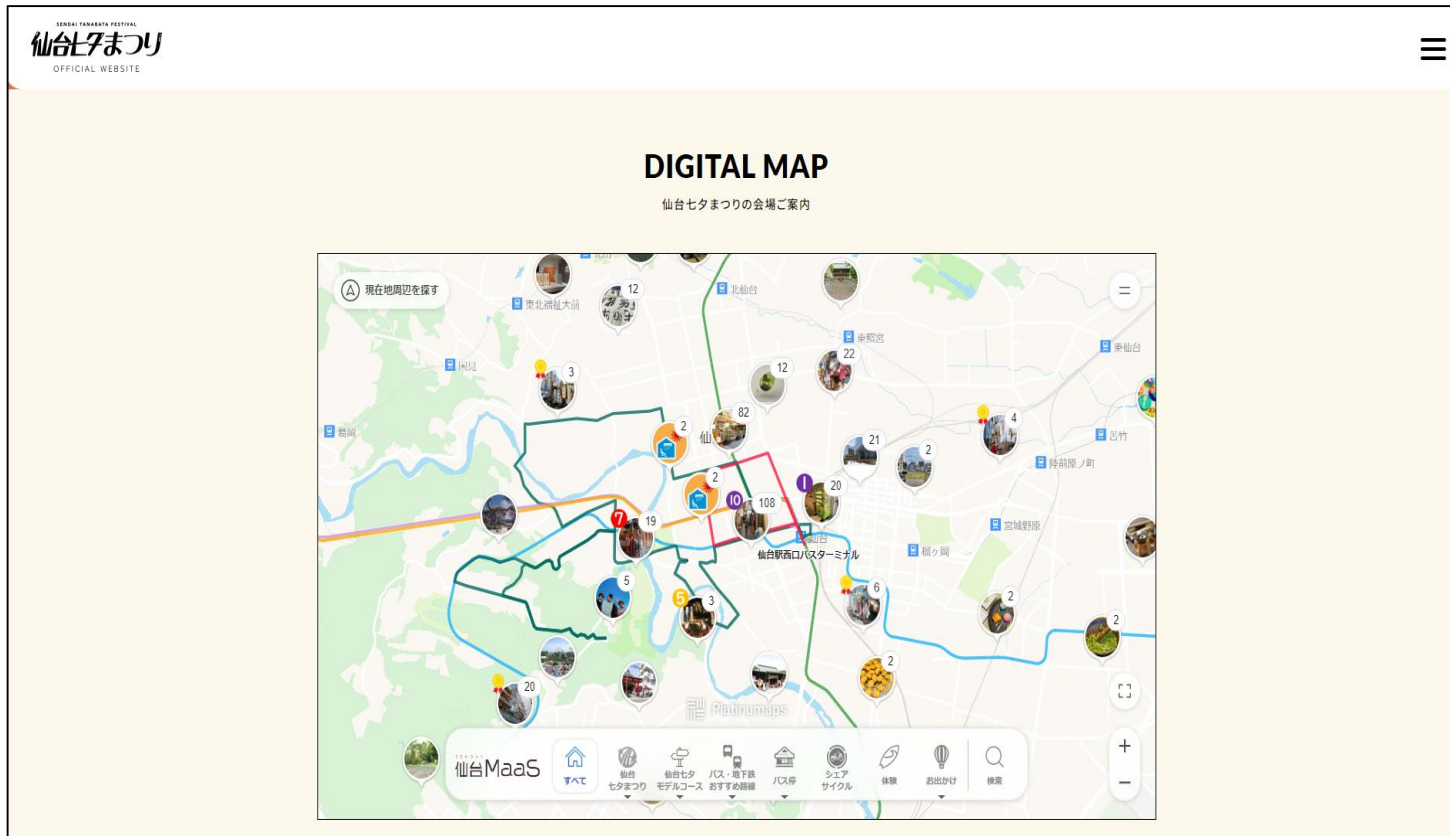 SENDAI TANABATA FESTIVAL
仙台七夕まつり
OFFICIAL WEBSITE
DIGITAL MAP
仙台七夕まつりの会場ご案内
現在地周辺を探す
12
東北福祉大前
北仙台
東照宮
東仙台
22
12
3
82
2
4
葛岡
苦竹
21
2
陸前原ノ町
2
20
10
108
7
19
宮城野原
仙台駅西口バスターミナル
榴ヶ岡
5
5
3
6
2
2
2
20
Platinumaps
SENDAI
仙台MaaS
すべて
仙台
七夕まつり
仙台七夕
モデルコース
バス・地下鉄
おすすめ路線
バス停
シェア
サイクル
体験
お出かけ
検索